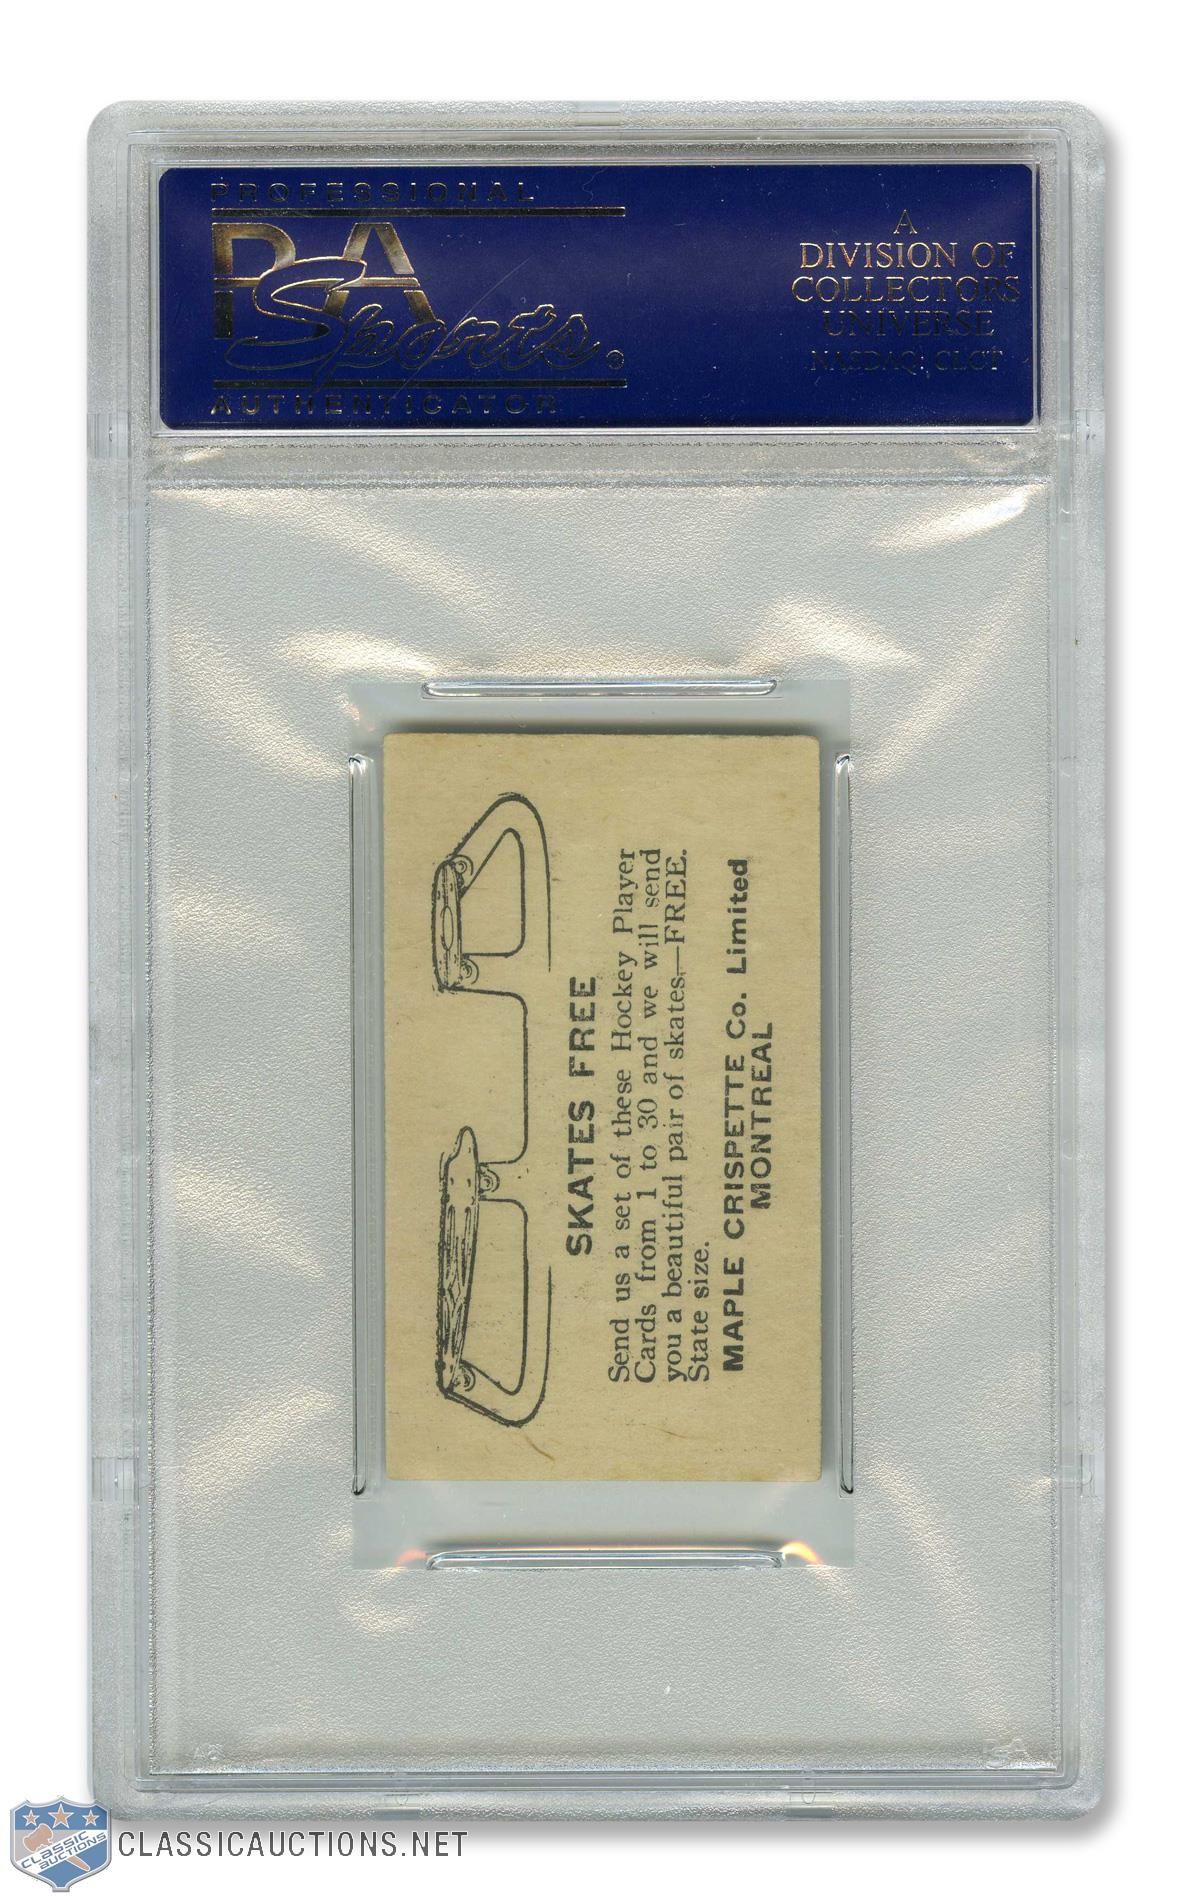 PROFESSIONAL
PSA
Sports®
AUTHENTICATOR
A
DIVISION OF
COLLECTORS
UNIVERSE
NASDAQ: CLCT
SKATES FREE
Send us a set of these Hockey Player
Cards from 1 to 30 and we will send
you a beautiful pair of skates,—FREE.
State size.
MAPLE CRISPETTE Co. Limited
MONTREAL
PSA
CLASSIC
AUCTIONS
CLASSICAUCTIONS.NET